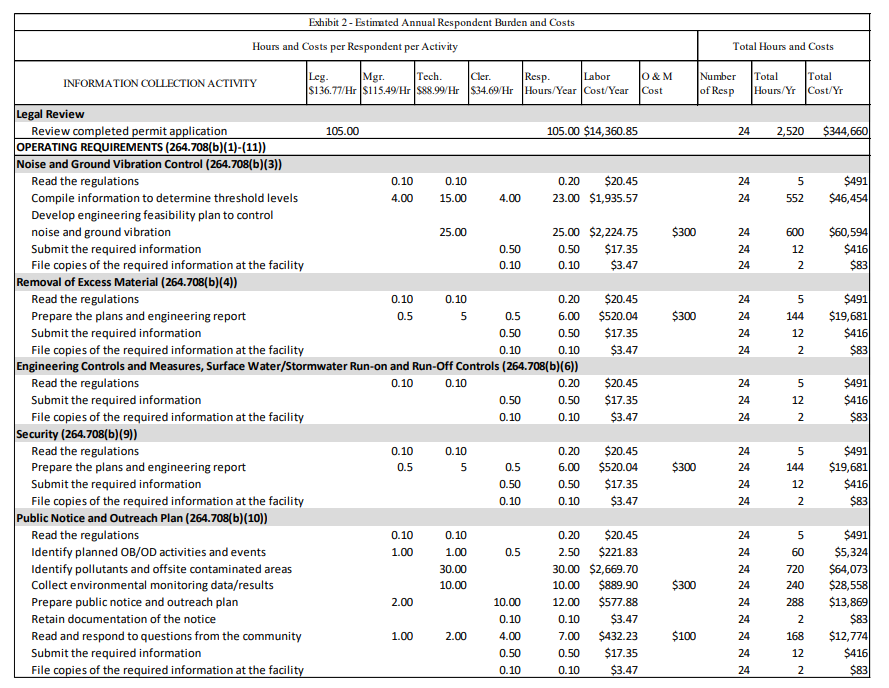 Exhibit 2 - Estimated Annual Respondent Burden and Costs
Hours and Costs per Respondent per Activity Total Hours and Costs
INFORMATION COLLECTION ACTIVITY Leg. $136.77/Hr Mgr. $115.49/Hr Tech. $88.99/Hr Cler. $34.69/Hr Resp. Hours/Year Labor Cost/Year O & M Cost Number of Resp Total Hours/Yr Total Cost/Yr
Legal Review
Review completed permit application 105.00 105.00 $14,360.85 24 2,520 $344,660
OPERATING REQUIREMENTS (264.708(b)(1)-(11))
Noise and Ground Vibration Control (264.708(b)(3))
Read the regulations 0.10 0.10 0.20 $20.45 24 5 $491
Compile information to determine threshold levels 4.00 15.00 4.00 23.00 $1,935.57 24 552 $46,454
Develop engineering feasibility plan to control
noise and ground vibration 25.00 25.00 $2,224.75 $300 24 600 $60,594
Submit the required information 0.50 0.50 $17.35 24 12 $416
File copies of the required information at the facility 0.10 0.10 $3.47 24 2 $83
Removal of Excess Material (264.708(b)(4))
Read the regulations 0.10 0.10 0.20 $20.45 24 5 $491
Prepare the plans and engineering report 0.5 5 0.5 6.00 $520.04 $300 24 144 $19,681
Submit the required information 0.50 0.50 $17.35 24 12 $416
File copies of the required information at the facility 0.10 0.10 $3.47 24 2 $83
Engineering Controls and Measures, Surface Water/Stormwater Run-on and Run-Off Controls (264.708(b)(6))
Read the regulations 0.10 0.10 0.20 $20.45 24 5 $491
Submit the required information 0.50 0.50 $17.35 24 12 $416
File copies of the required information at the facility 0.10 0.10 $3.47 24 2 $83
Security (264.708(b)(9))
Read the regulations 0.10 0.10 0.20 $20.45 24 5 $491
Prepare the plans and engineering report 0.5 5 0.5 6.00 $520.04 $300 24 144 $19,681
Submit the required information 0.50 0.50 $17.35 24 12 $416
File copies of the required information at the facility 0.10 0.10 $3.47 24 2 $83
Public Notice and Outreach Plan (264.708(b)(10))
Read the regulations 0.10 0.10 0.20 $20.45 24 5 $491
Identify planned OB/OD activities and events 1.00 1.00 0.5 2.50 $221.83 24 60 $5,324
Identify pollutants and offsite contaminated areas 30.00 30.00 $2,669.70 24 720 $64,073
Collect environmental monitoring data/results 10.00 10.00 $889.90 $300 24 240 $28,558
Prepare public notice and outreach plan 2.00 10.00 12.00 $577.88 24 288 $13,869
Retain documentation of the notice 0.10 0.10 $3.47 24 2 $83
Read and respond to questions from the community 1.00 2.00 4.00 7.00 $432.23 $100 24 168 $12,774
Submit the required information 0.50 0.50 $17.35 24 12 $416
File copies of the required information at the facility 0.10 0.10 $3.47 24 2 $83